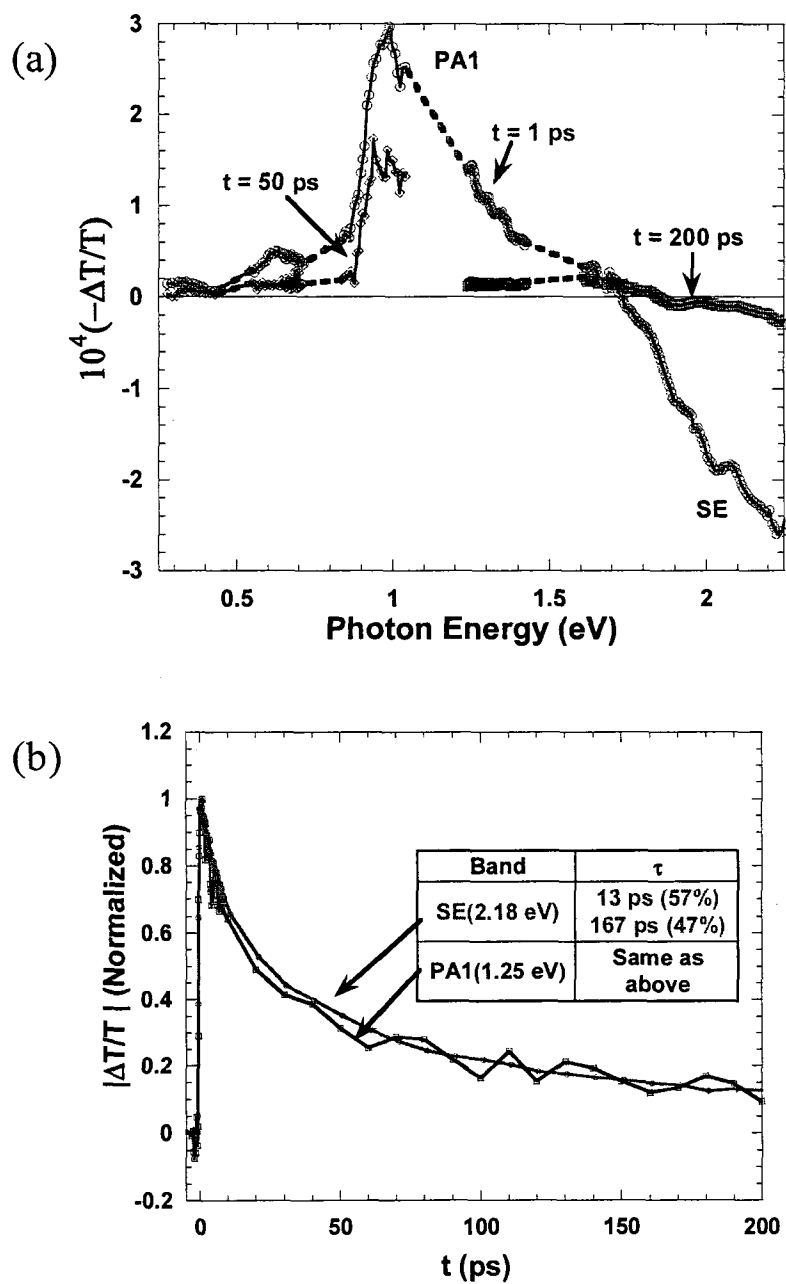 (a)
3
2
1
0
-1
-2
-3
10⁴(−ΔT/T)
PA1
t = 1 ps
t = 50 ps
t = 200 ps
SE
0.5 1 1.5 2
Photon Energy (eV)
(b)
1.2
1
0.8
0.6
0.4
0.2
0
-0.2
|ΔT/T | (Normalized)
Band τ
SE(2.18 eV) 13 ps (57%)
167 ps (47%)
PA1(1.25 eV) Same as
above
0 50 100 150 200
t (ps)